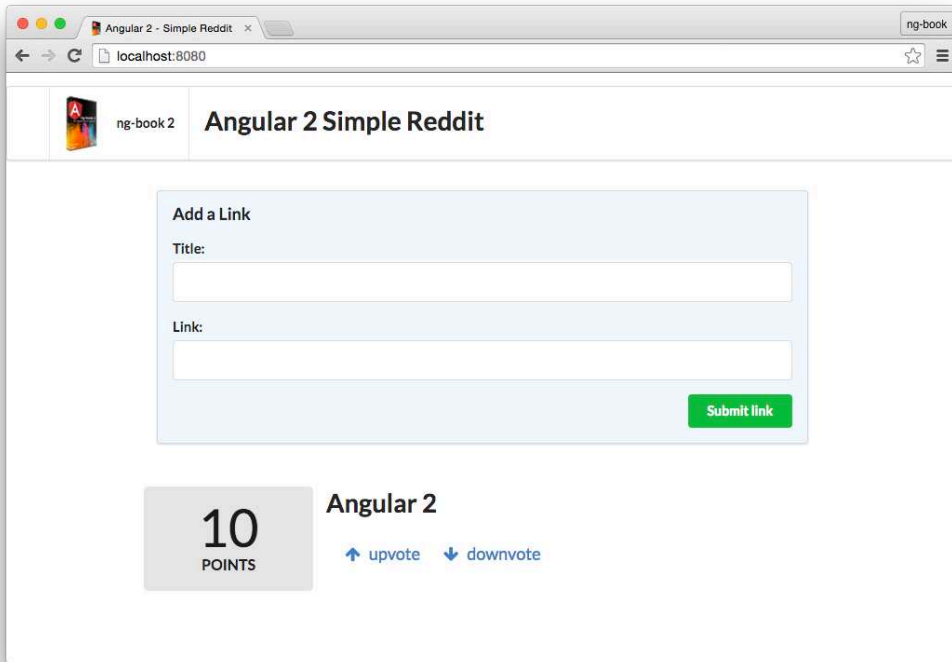 Angular 2 - Simple Reddit
ng-book
localhost:8080
ng-book 2
Angular 2 Simple Reddit
Add a Link
Title:
Link:
Submit link
10
POINTS
Angular 2
upvote downvote